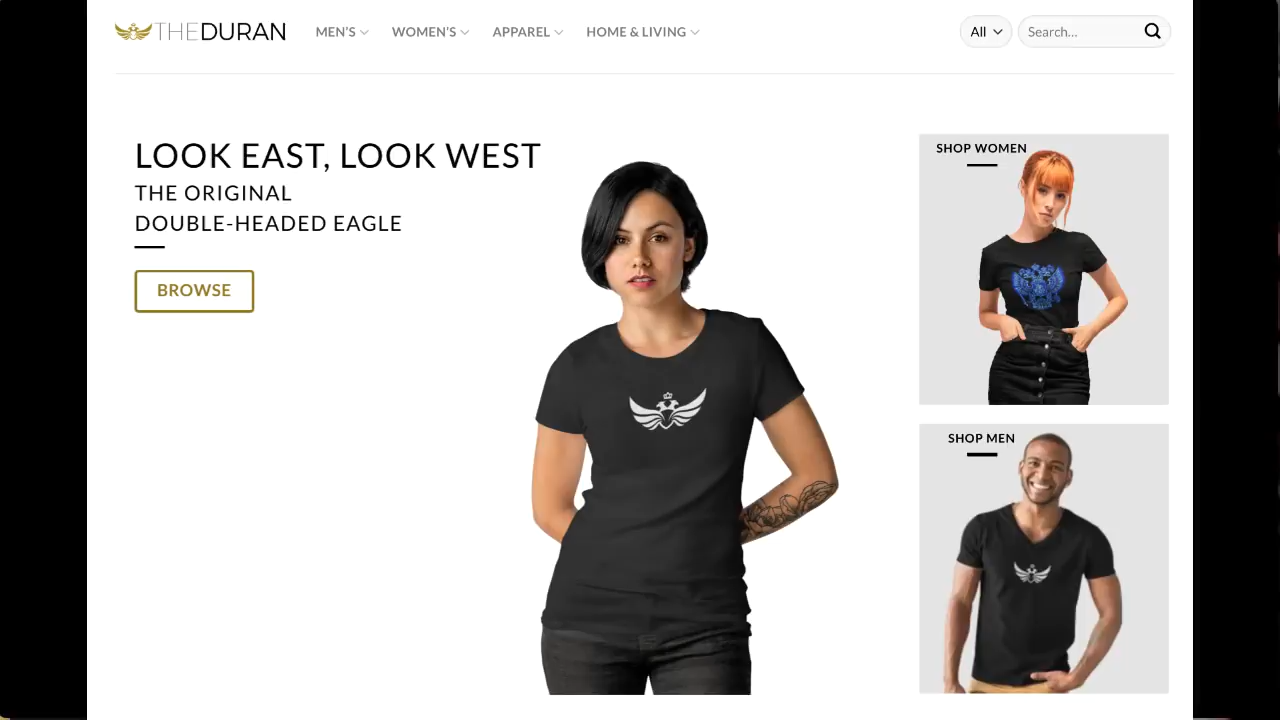 THEDURAN
MEN'S
WOMEN'S
APPAREL
HOME & LIVING
All
Search...
LOOK EAST, LOOK WEST
THE ORIGINAL
DOUBLE-HEADED EAGLE
BROWSE
SHOP WOMEN
SHOP MEN